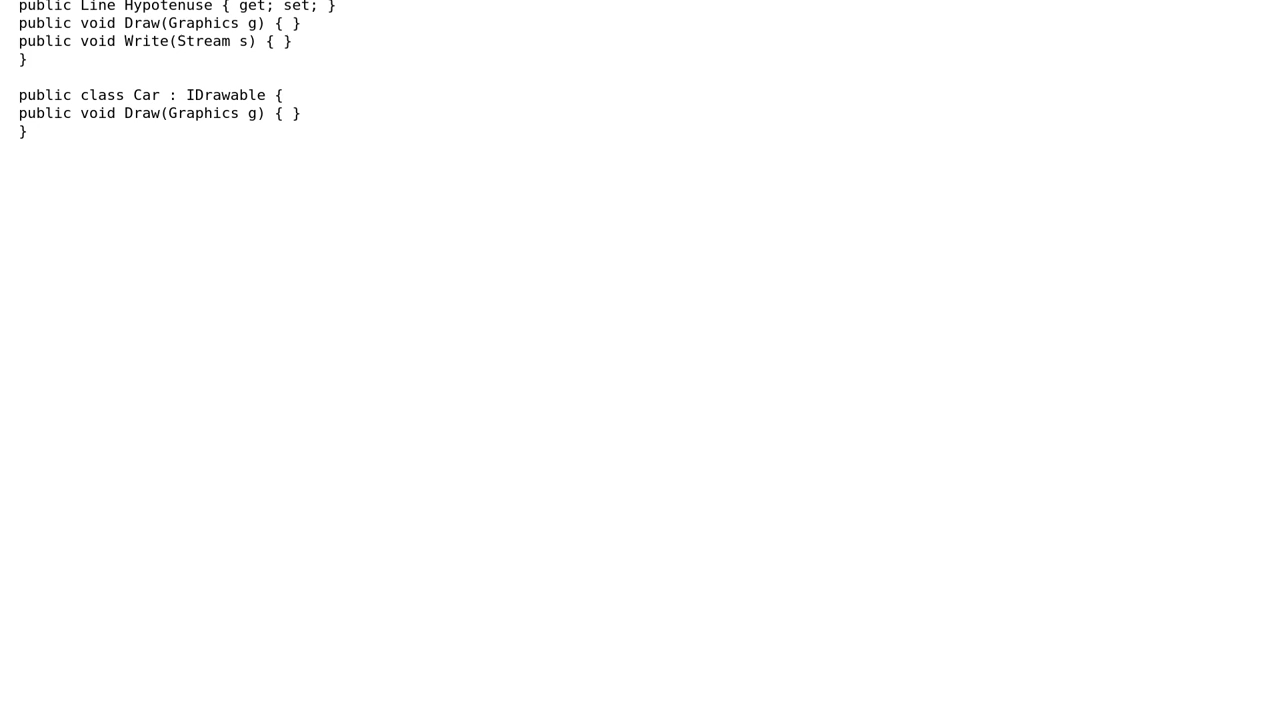 public Line Hypotenuse { get; set; }
public void Draw(Graphics g) { }
public void Write(Stream s) { }
}

public class Car : IDrawable {
public void Draw(Graphics g) { }
}